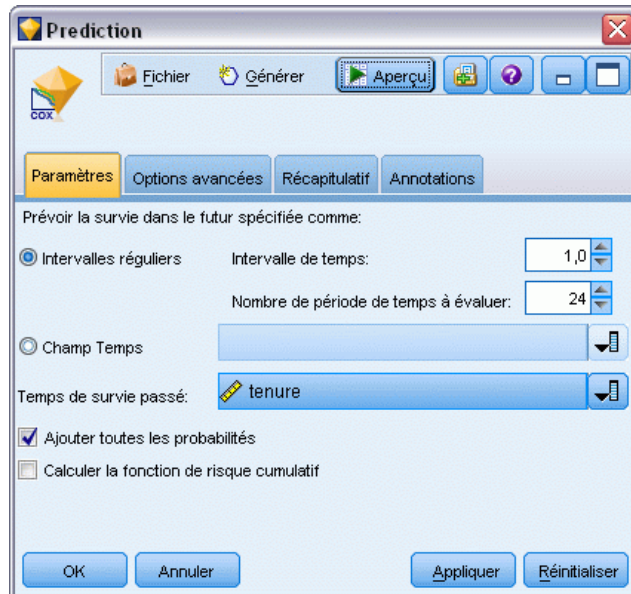 Prediction
Fichier Générer Aperçu
COX
Paramètres Options avancées Récapitulatif Annotations
Prévoir la survie dans le futur spécifiée comme:
Intervalles réguliers Intervalle de temps: 1,0
Nombre de période de temps à évaluer: 24
Champ Temps
Temps de survie passé: tenure
Ajouter toutes les probabilités
Calculer la fonction de risque cumulatif
OK Annuler Appliquer Réinitialiser